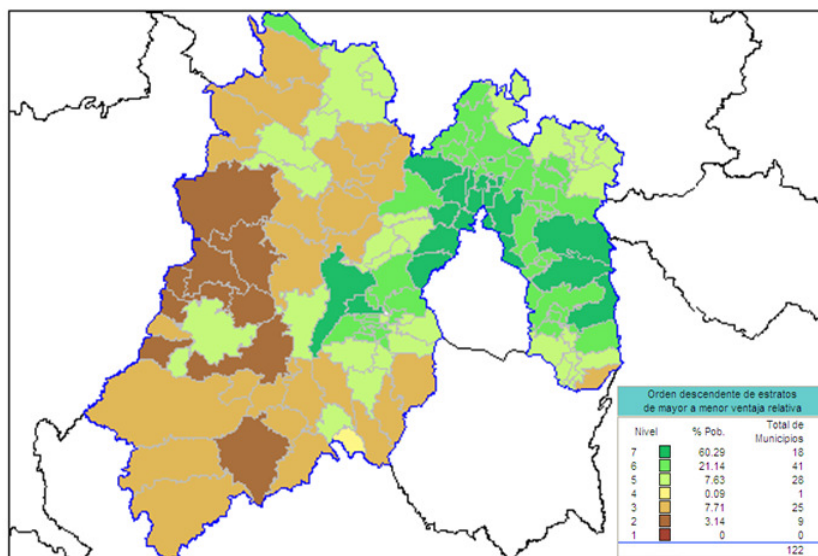 Orden descendente de estratos
de mayor a menor ventaja relativa
Nivel % Pob. Total de
Municipios
7 60.29 18
6 21.14 41
5 7.63 28
4 0.09 1
3 7.71 25
2 3.14 9
1 0 0
122